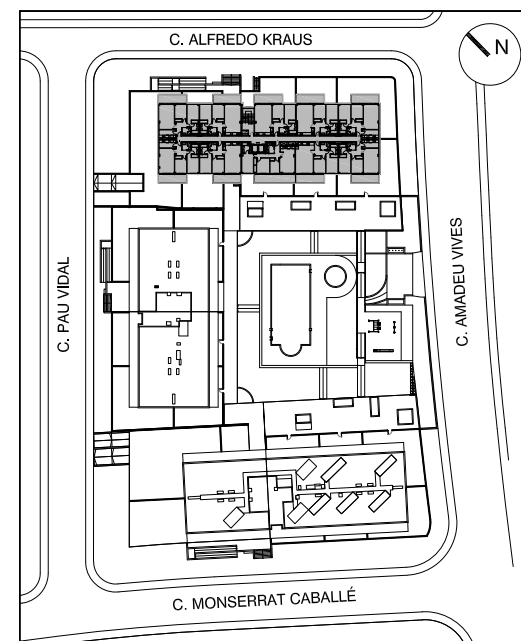 C. ALFREDO KRAUS
N
C. PAU VIDAL
C. AMADEU VIVES
C. MONSERRAT CABALLÉ